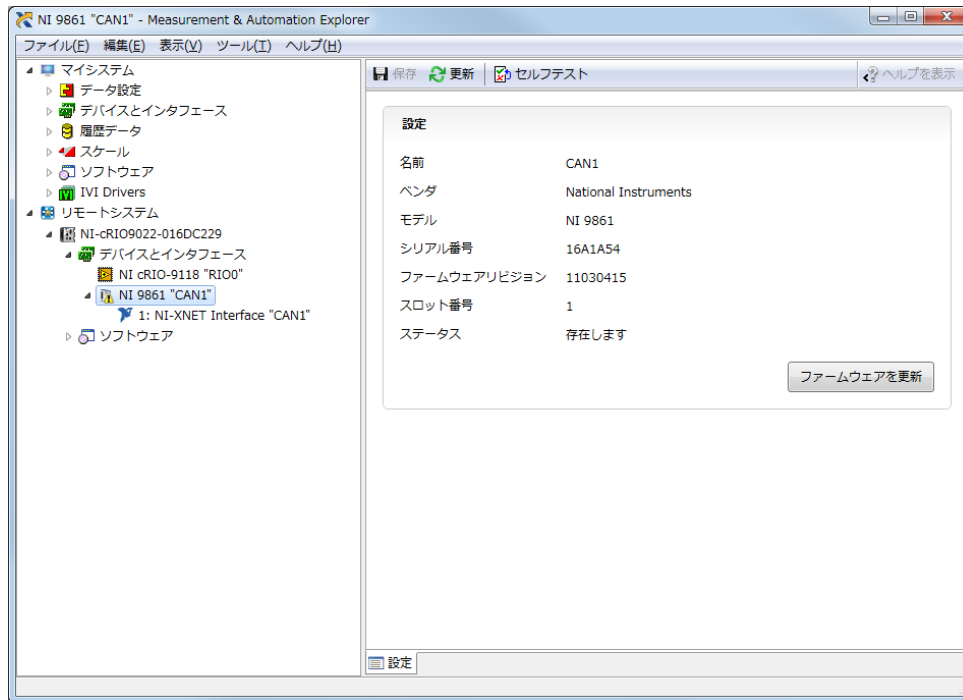 NI 9861 "CAN1" - Measurement & Automation Explorer
ファイル(F) 編集(E) 表示(V) ツール(T) ヘルプ(H)
マイシステム
データ設定
デバイスとインタフェース
履歴データ
スケール
ソフトウェア
IVI Drivers
リモートシステム
NI-cRIO9022-016DC229
デバイスとインタフェース
NI cRIO-9118 "RIO0"
NI 9861 "CAN1"
1: NI-XNET Interface "CAN1"
ソフトウェア
保存 更新 セルフテスト ヘルプを表示
設定
名前 CAN1
ベンダ National Instruments
モデル NI 9861
シリアル番号 16A1A54
ファームウェアリビジョン 11030415
スロット番号 1
ステータス 存在します
ファームウェアを更新
設定